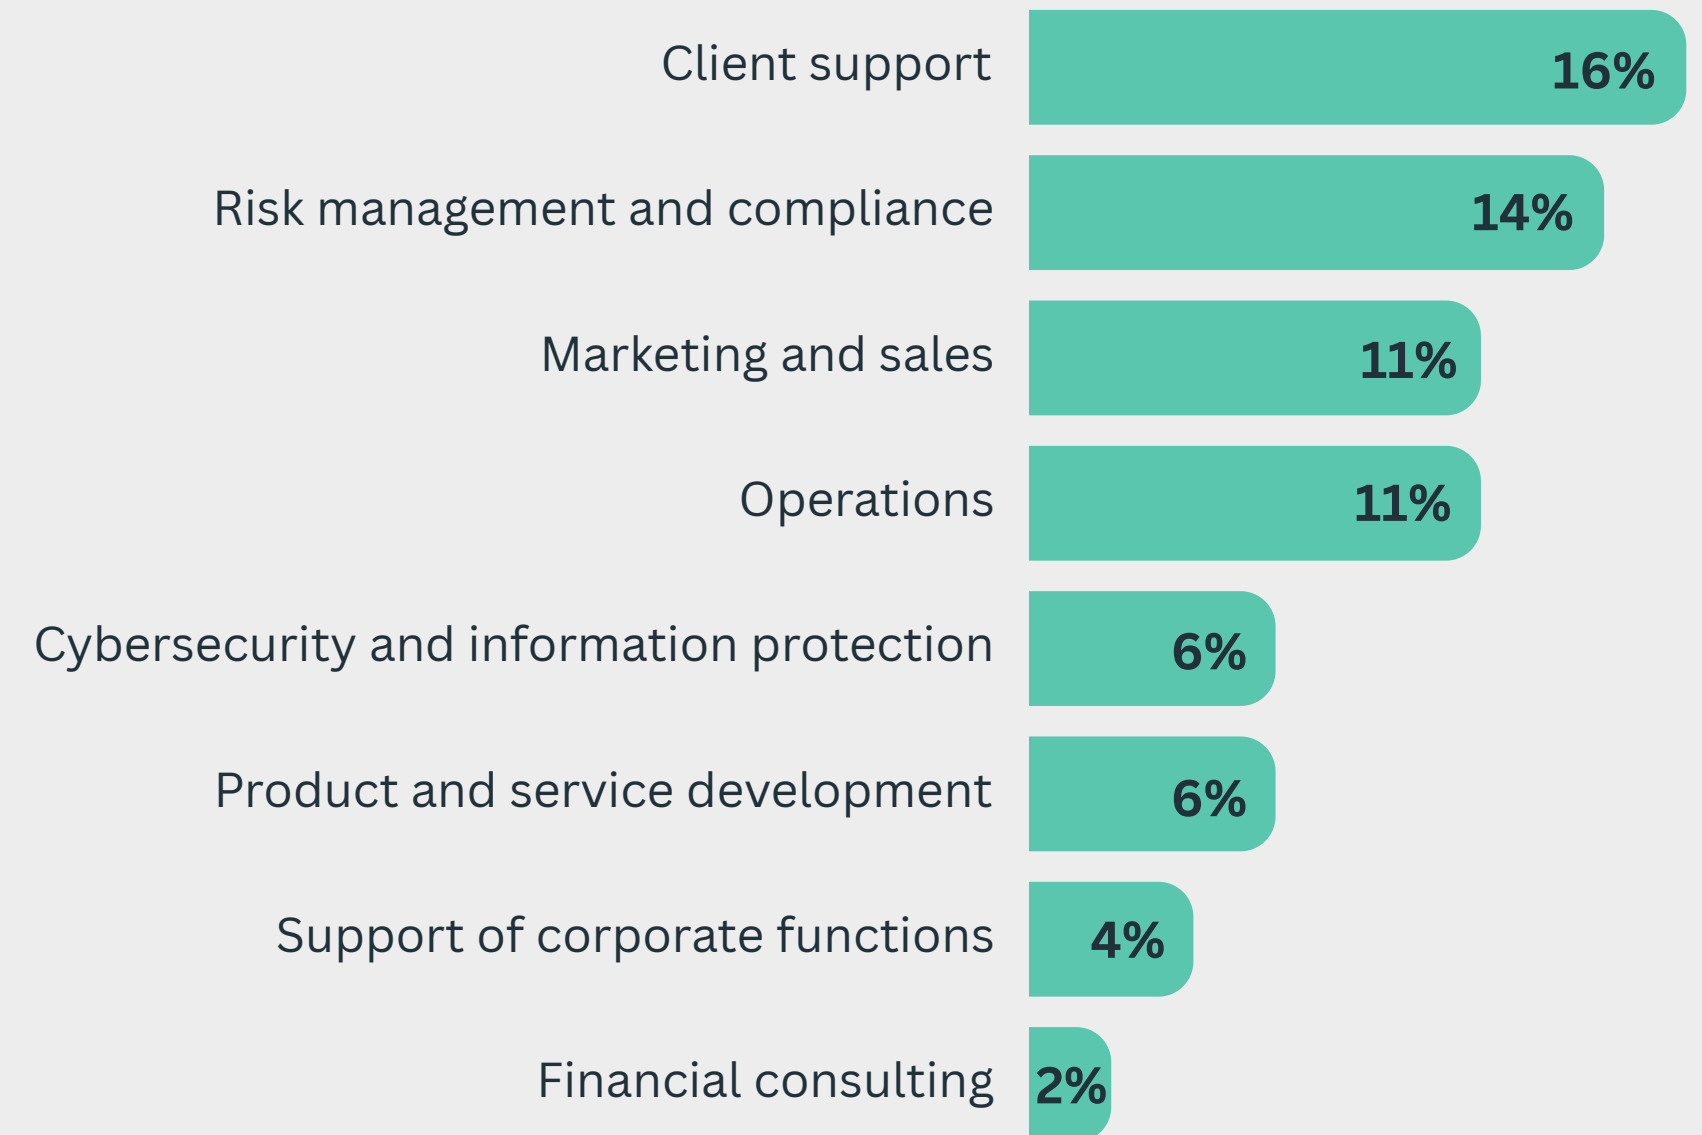 Client support 16%
Risk management and compliance 14%
Marketing and sales 11%
Operations 11%
Cybersecurity and information protection 6%
Product and service development 6%
Support of corporate functions 4%
Financial consulting 2%